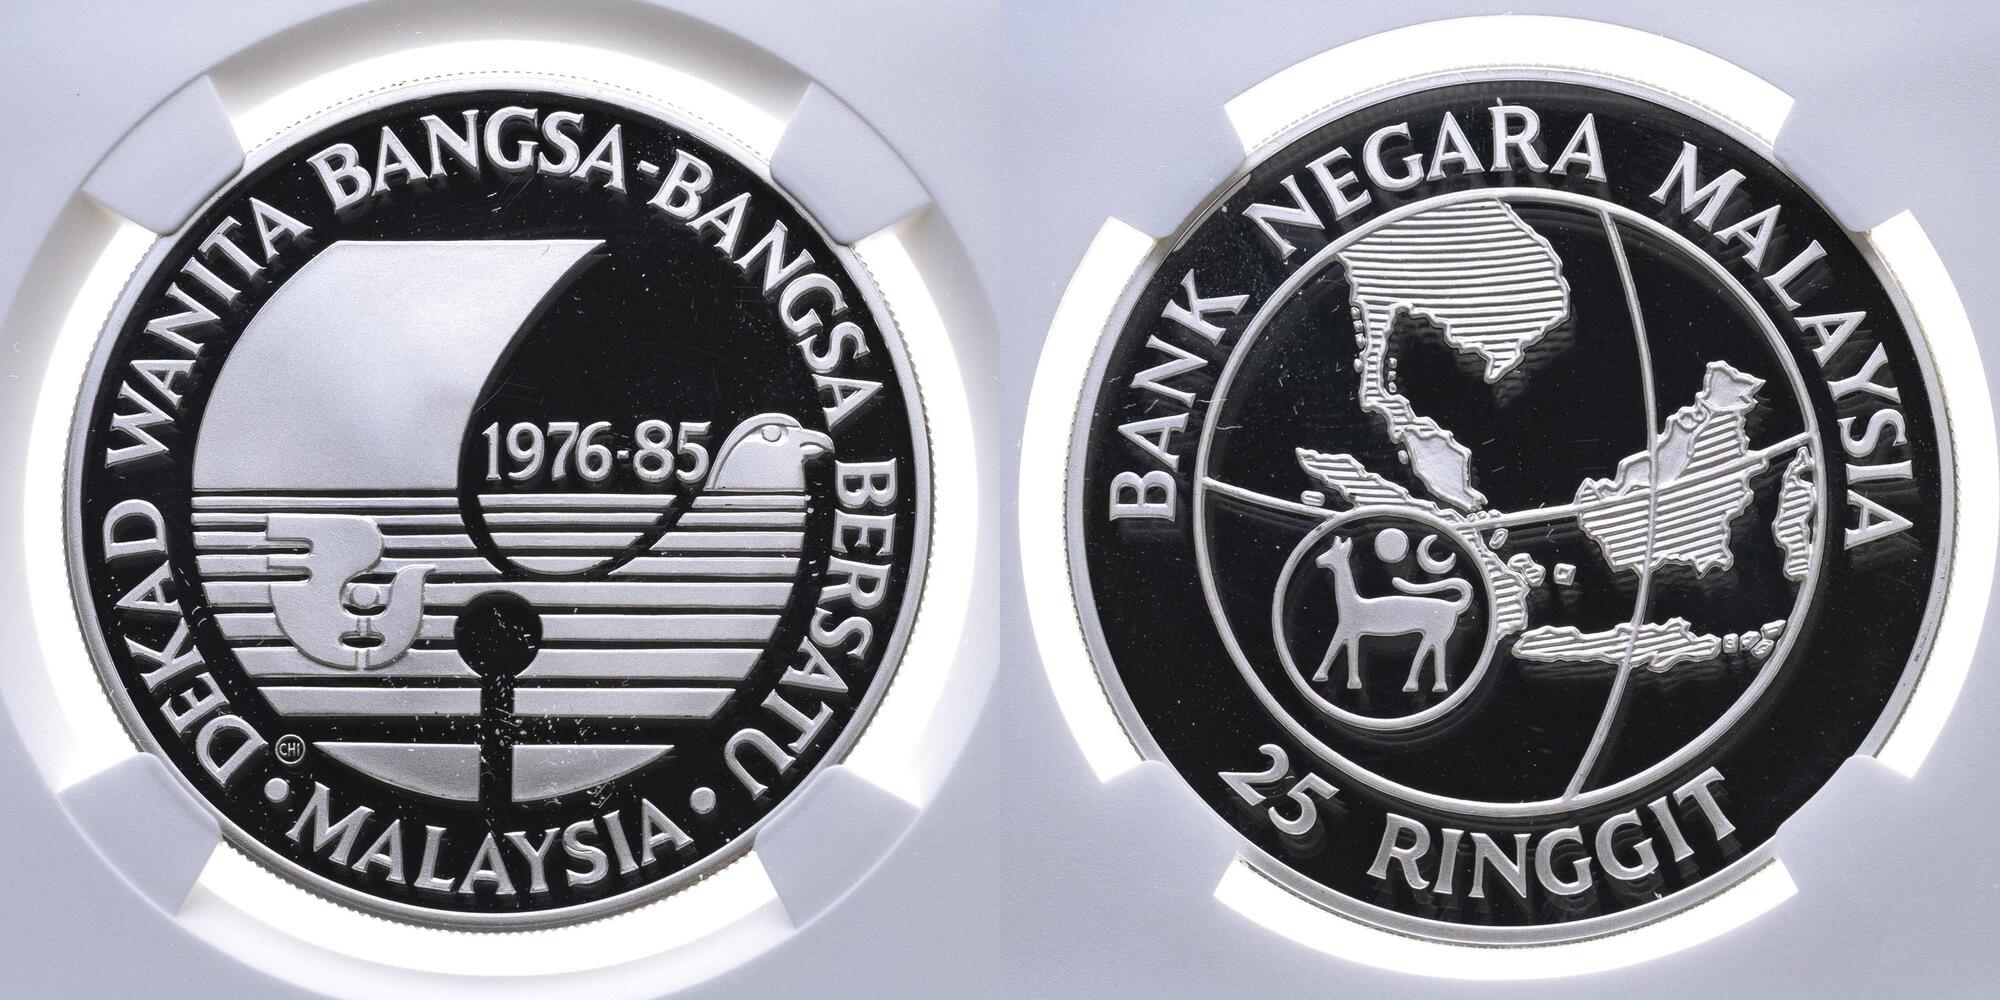 DEKAD WANITA BANGSA-BANGSA BERSATU
1976-85
CHI
• MALAYSIA •
BANK NEGARA MALAYSIA
25 RINGGIT